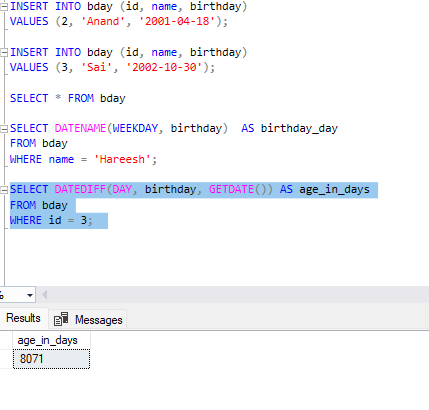 INSERT INTO bday (id, name, birthday)
VALUES (2, 'Anand', '2001-04-18');
INSERT INTO bday (id, name, birthday)
VALUES (3, 'Sai', '2002-10-30');
SELECT * FROM bday
SELECT DATENAME(WEEKDAY, birthday)  AS birthday_day
FROM bday
WHERE name = 'Hareesh';
SELECT DATEDIFF(DAY, birthday, GETDATE()) AS age_in_days
FROM bday
WHERE id = 3;
%
Results Messages
age_in_days
8071